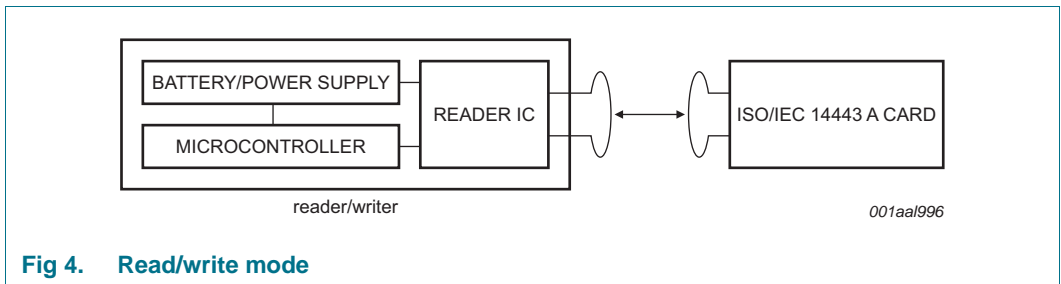 BATTERY/POWER SUPPLY
MICROCONTROLLER
READER IC
ISO/IEC 14443 A CARD
reader/writer
001aal996
Fig 4. Read/write mode